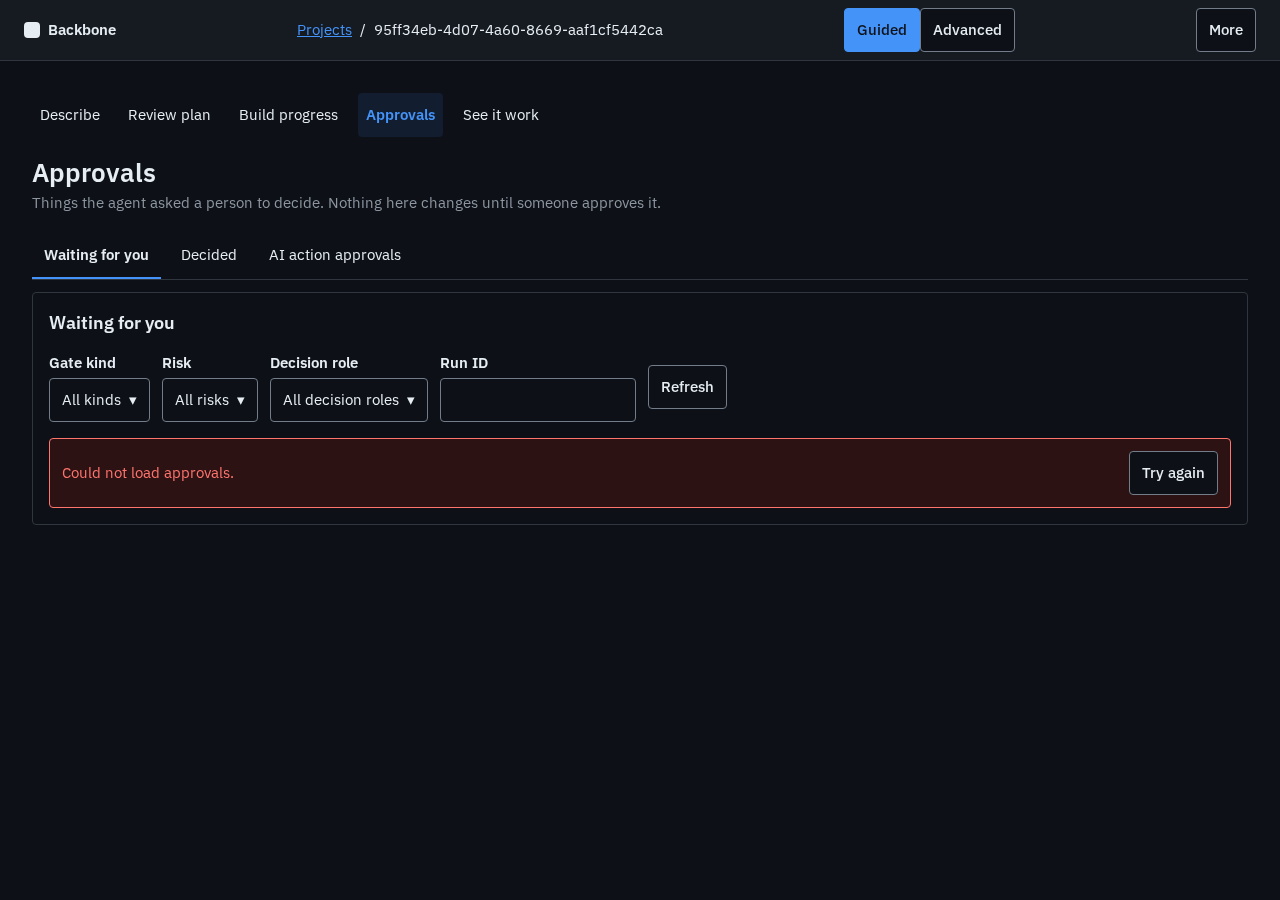 Backbone
Projects / 95ff34eb-4d07-4a60-8669-aaf1cf5442ca
Guided
Advanced
More
Describe
Review plan
Build progress
Approvals
See it work
Approvals
Things the agent asked a person to decide. Nothing here changes until someone approves it.
Waiting for you
Decided
AI action approvals
Waiting for you
Gate kind
Risk
Decision role
Run ID
All kinds ▾
All risks ▾
All decision roles ▾
Refresh
Could not load approvals.
Try again